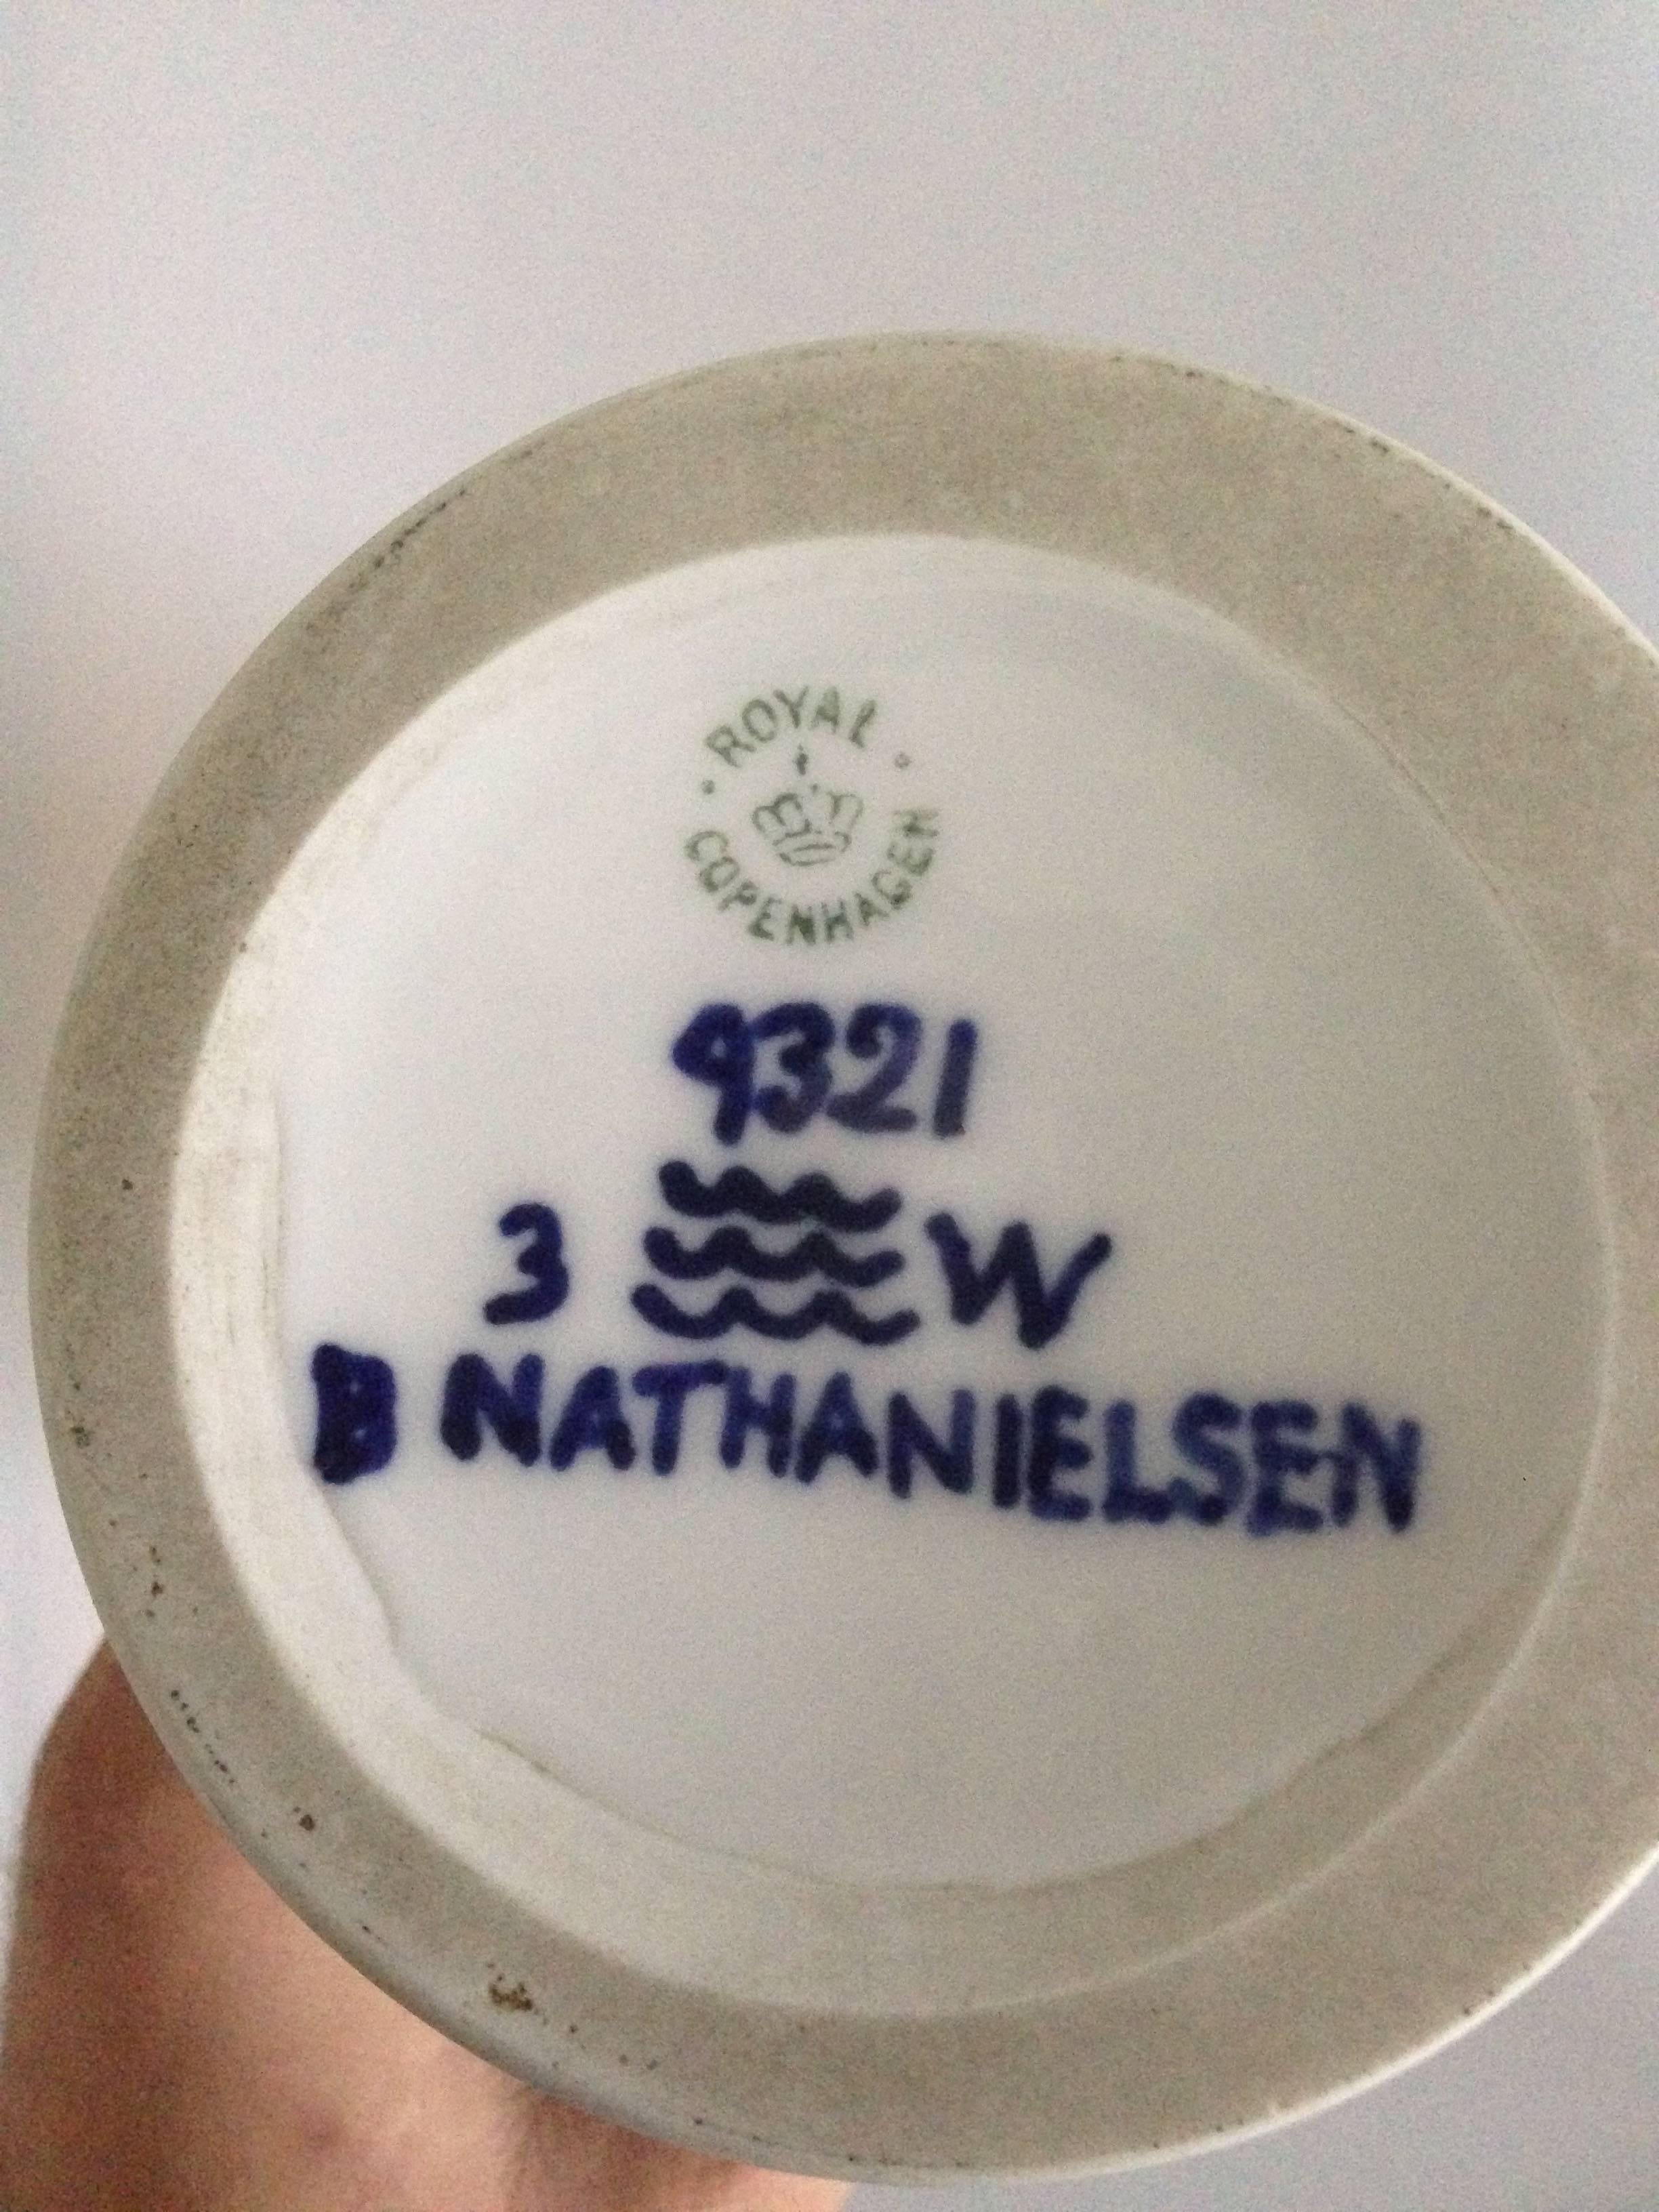 ROYAL
COPENHAGEN
9321
3 W
B NATHANIELSEN